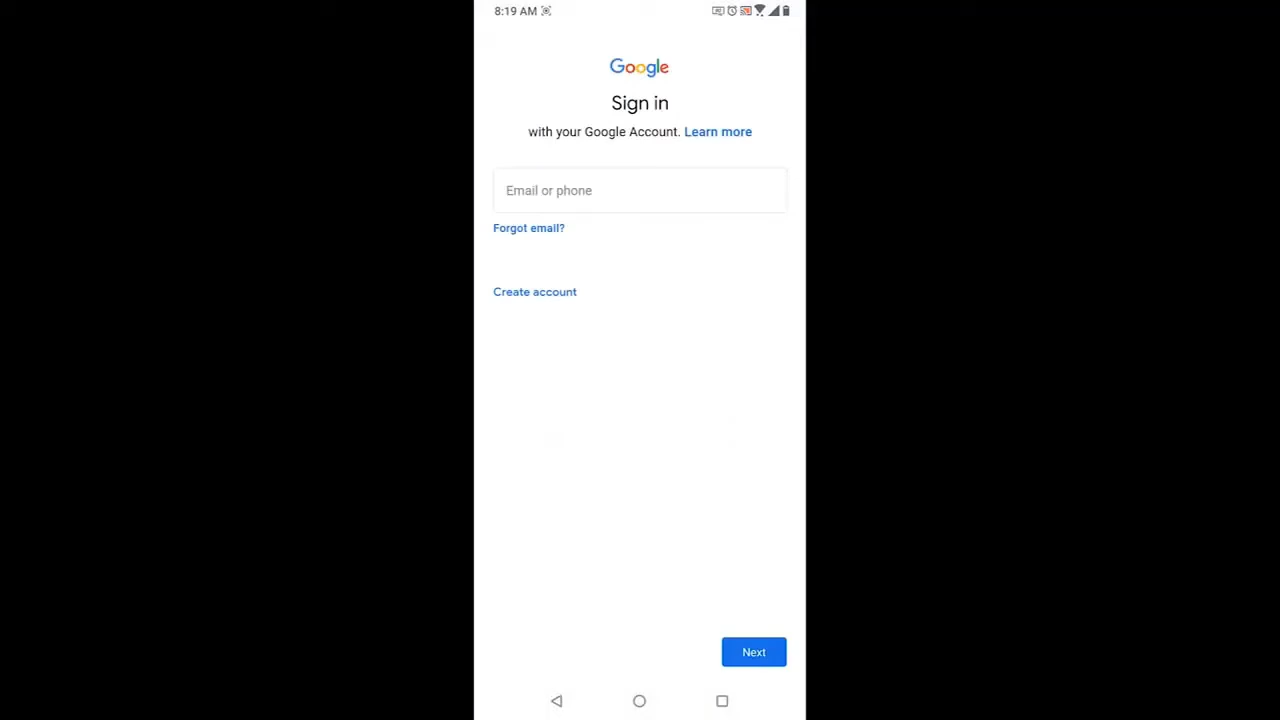 8:19 AM
Google
Sign in
with your Google Account. Learn more
Email or phone
Forgot email?
Create account
Next